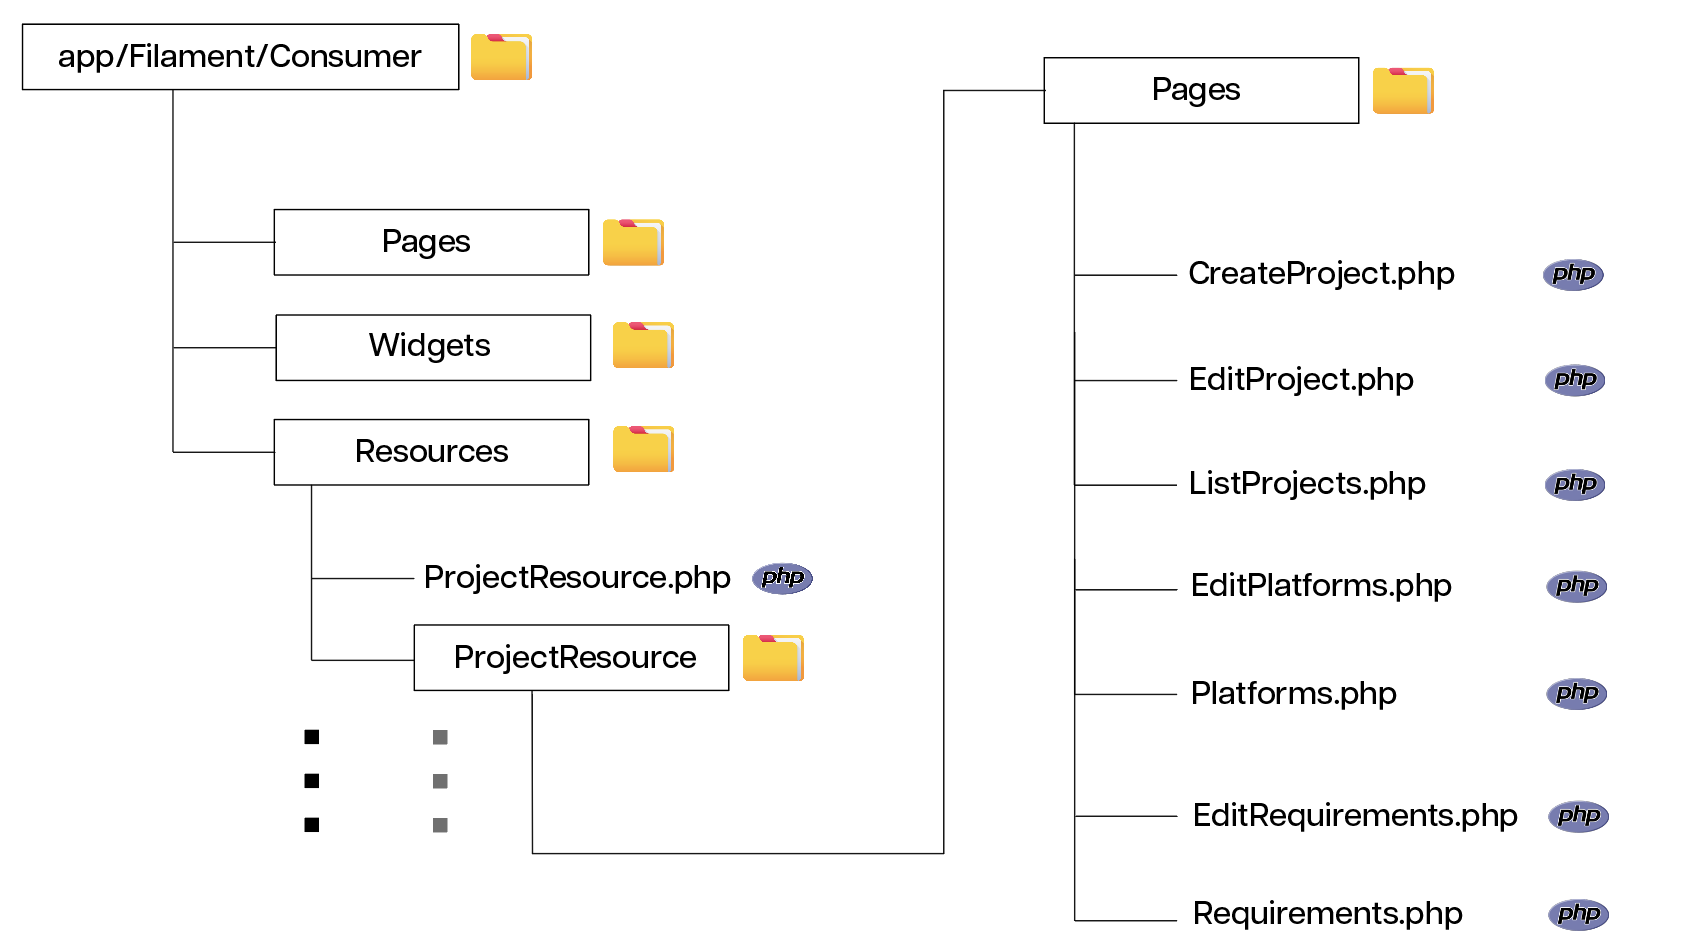 app/Filament/Consumer
Pages
Widgets
Resources
ProjectResource.php
php
ProjectResource
Pages
CreateProject.php
php
EditProject.php
php
ListProjects.php
php
EditPlatforms.php
php
Platforms.php
php
EditRequirements.php
php
Requirements.php
php